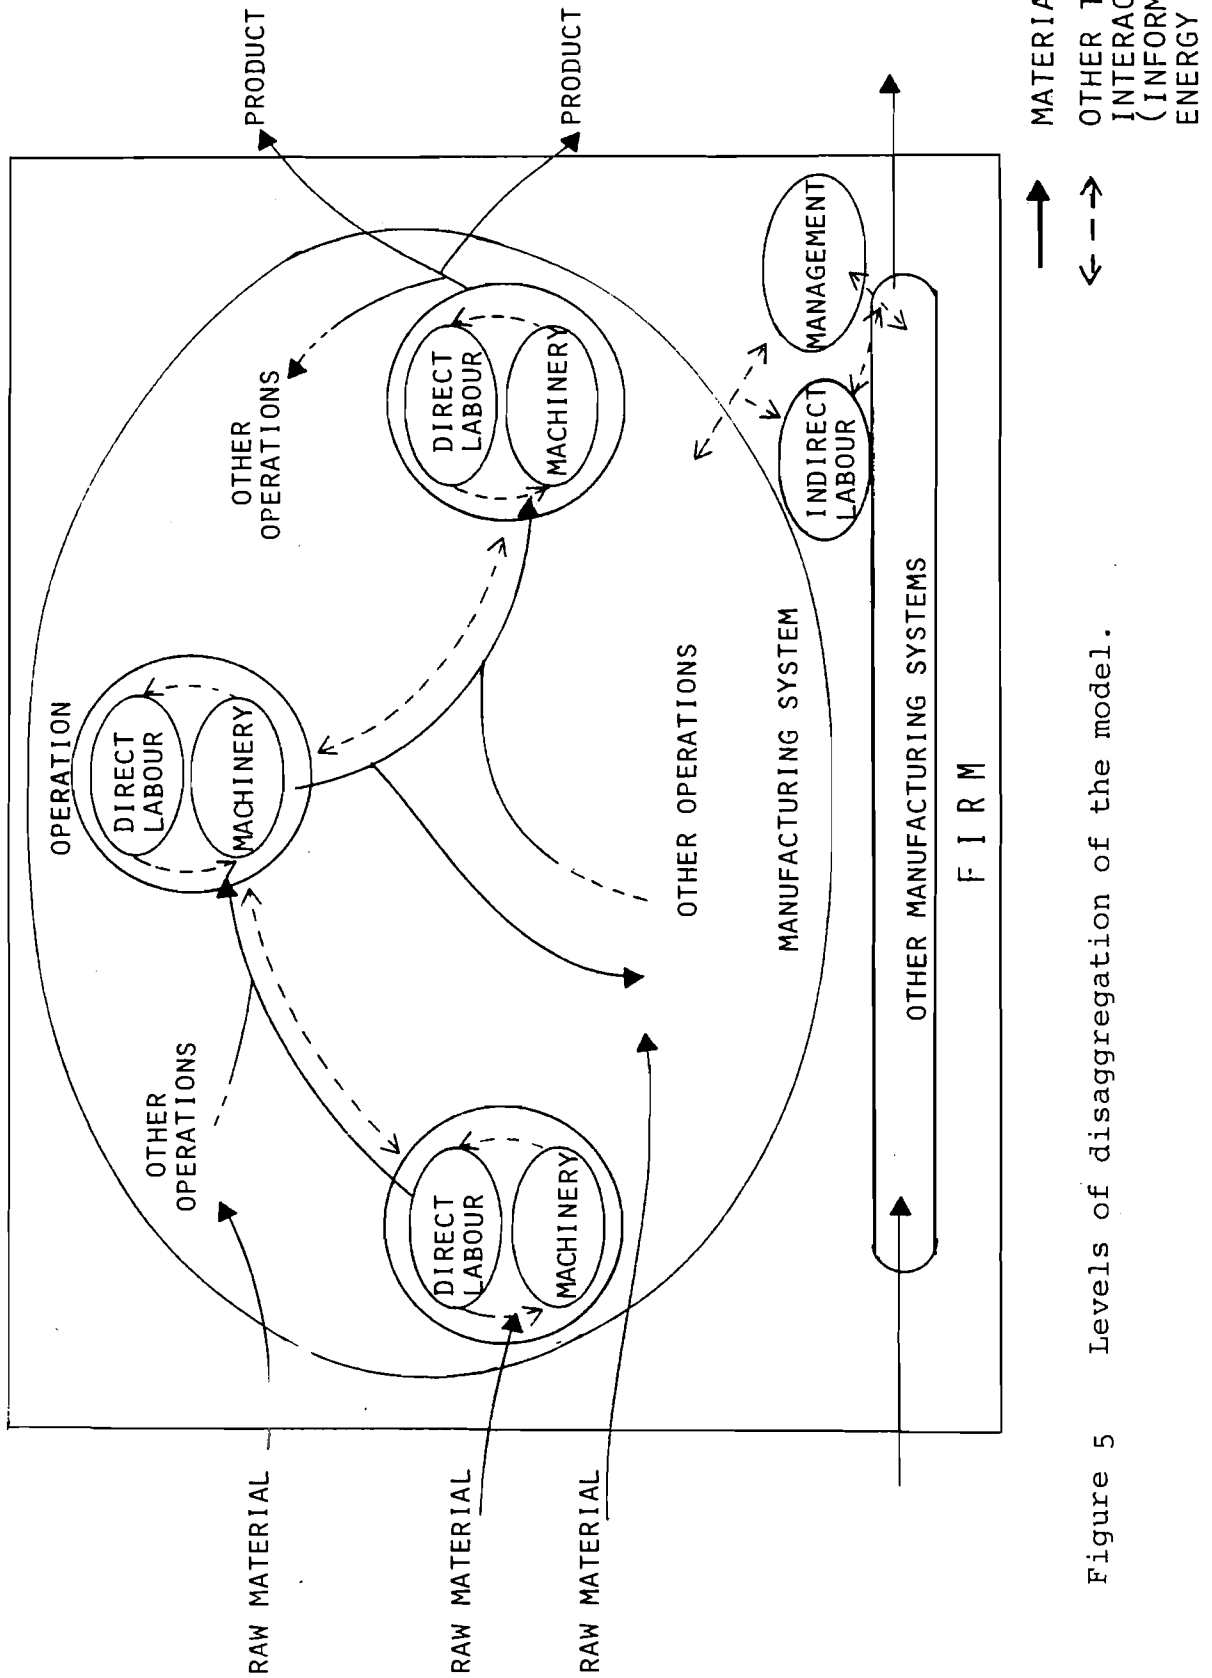 OPERATION
DIRECT
LABOUR
MACHINERY
OTHER
OPERATIONS
OTHER
OPERATIONS
RAW MATERIAL
RAW MATERIAL
RAW MATERIAL
DIRECT
LABOUR
MACHINERY
DIRECT
LABOUR
MACHINERY
PRODUCT
PRODUCT
OTHER OPERATIONS
MANUFACTURING SYSTEM
INDIRECT
LABOUR
MANAGEMENT
OTHER MANUFACTURING SYSTEMS
FIRM
MATERIA
OTHER
INTERAC
(INFORM
ENERGY
Figure 5 Levels of disaggregation of the model.